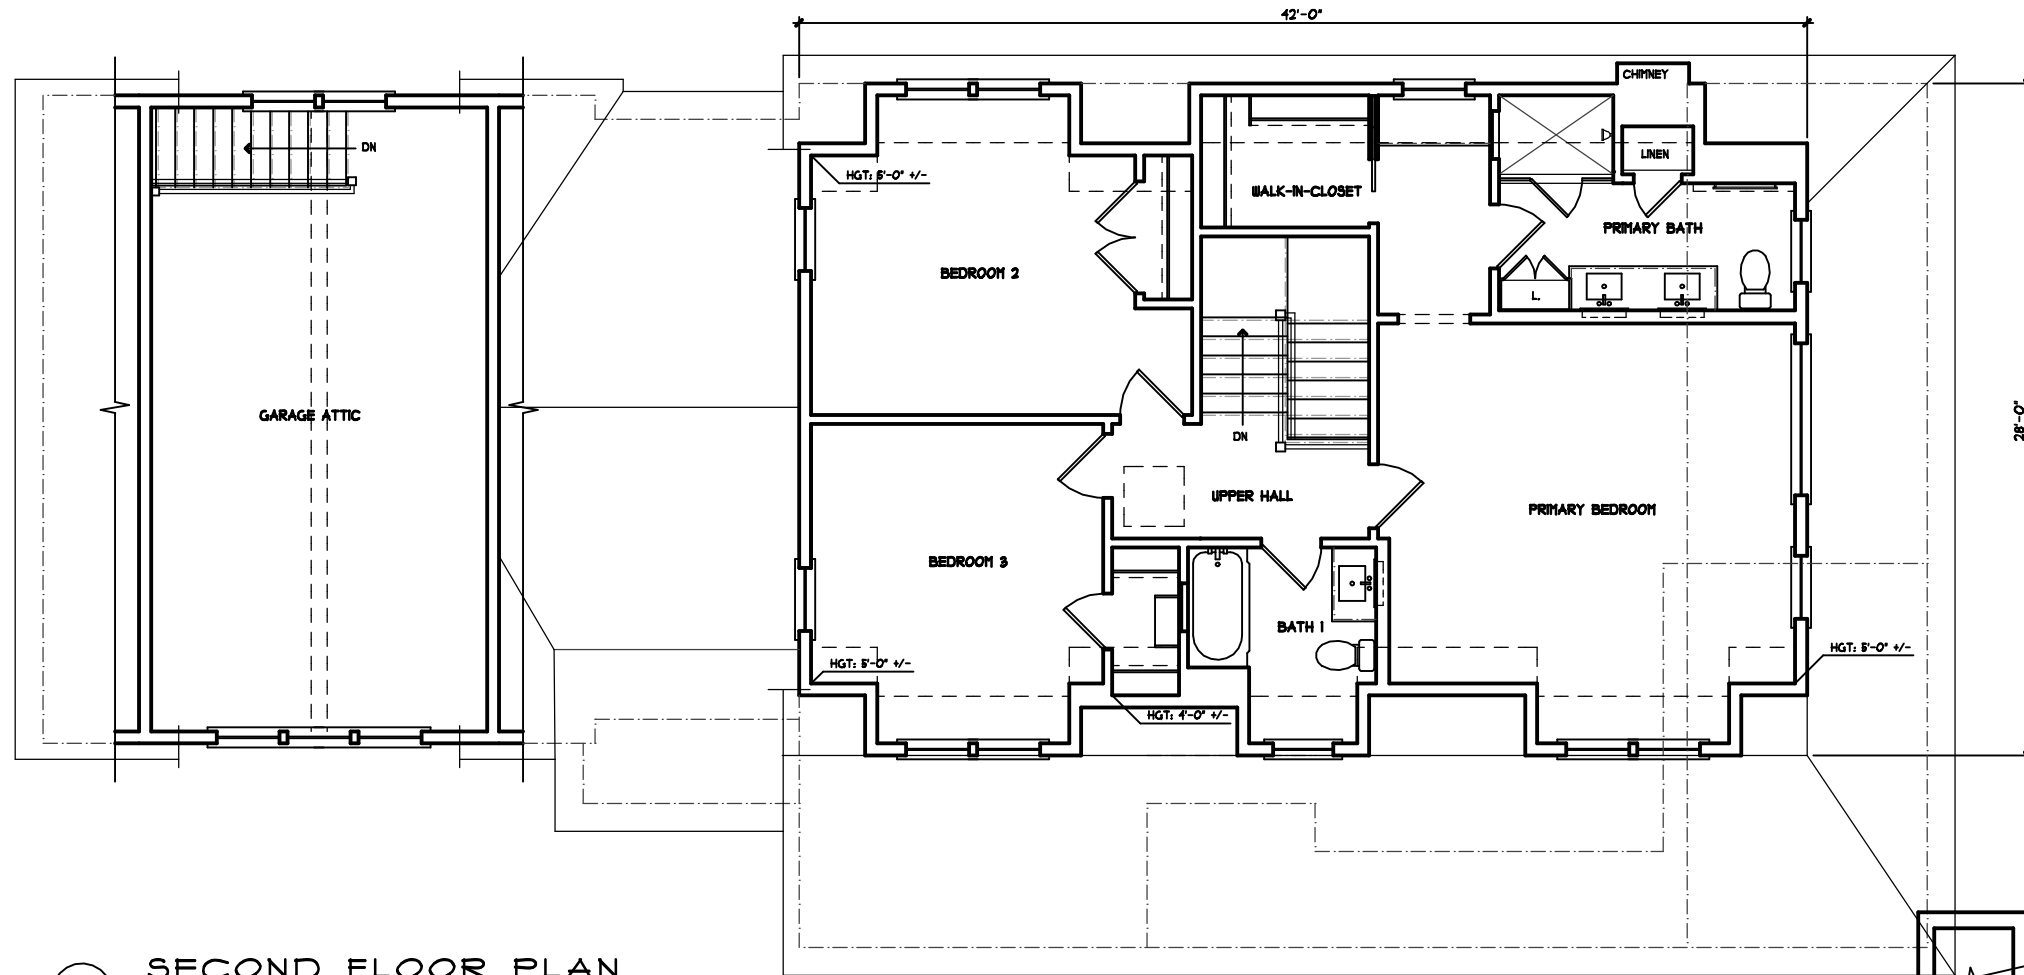 42'-0"
CHIMNEY
DN
LINEN
HGT: 5'-0" +/-
WALK-IN-CLOSET
PRIMARY BATH
BEDROOM 2
L.
GARAGE ATTIC
28'-0"
DN
UPPER HALL
PRIMARY BEDROOM
BEDROOM 3
BATH 1
HGT: 5'-0" +/-
HGT: 5'-0" +/-
HGT: 4'-0" +/-
SECOND FLOOR PLAN